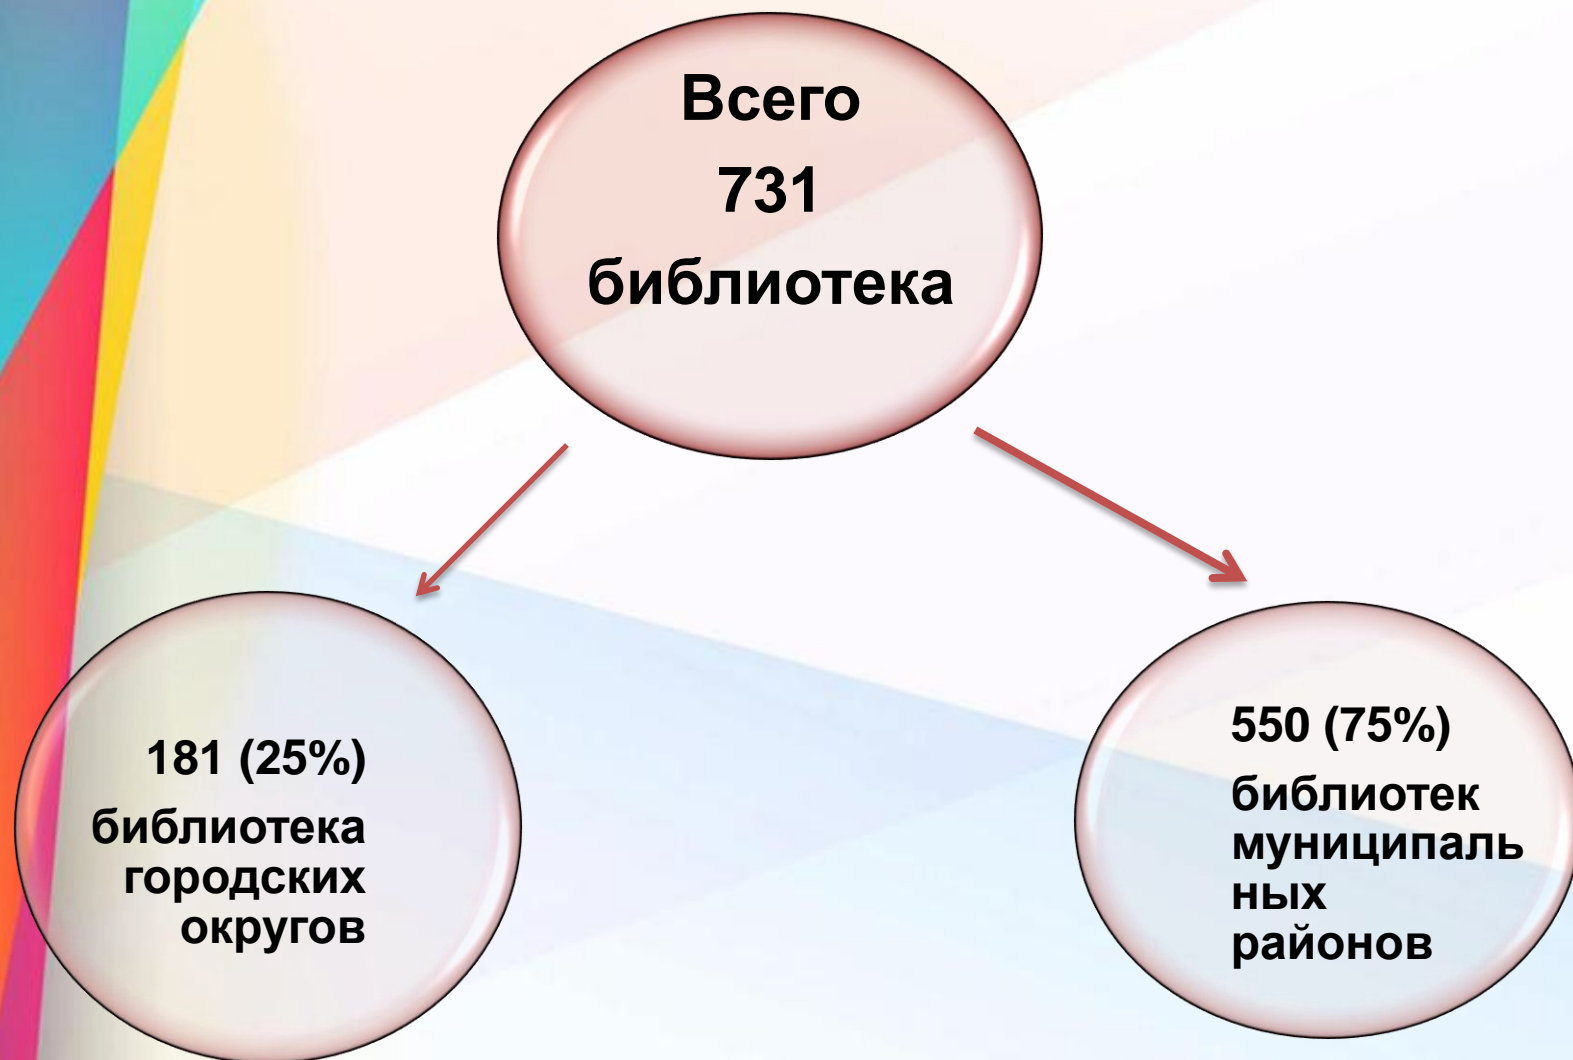 Всего
731
библиотека
181 (25%)
библиотека
городских
округов
550 (75%)
библиотек
муниципаль
ных
районов